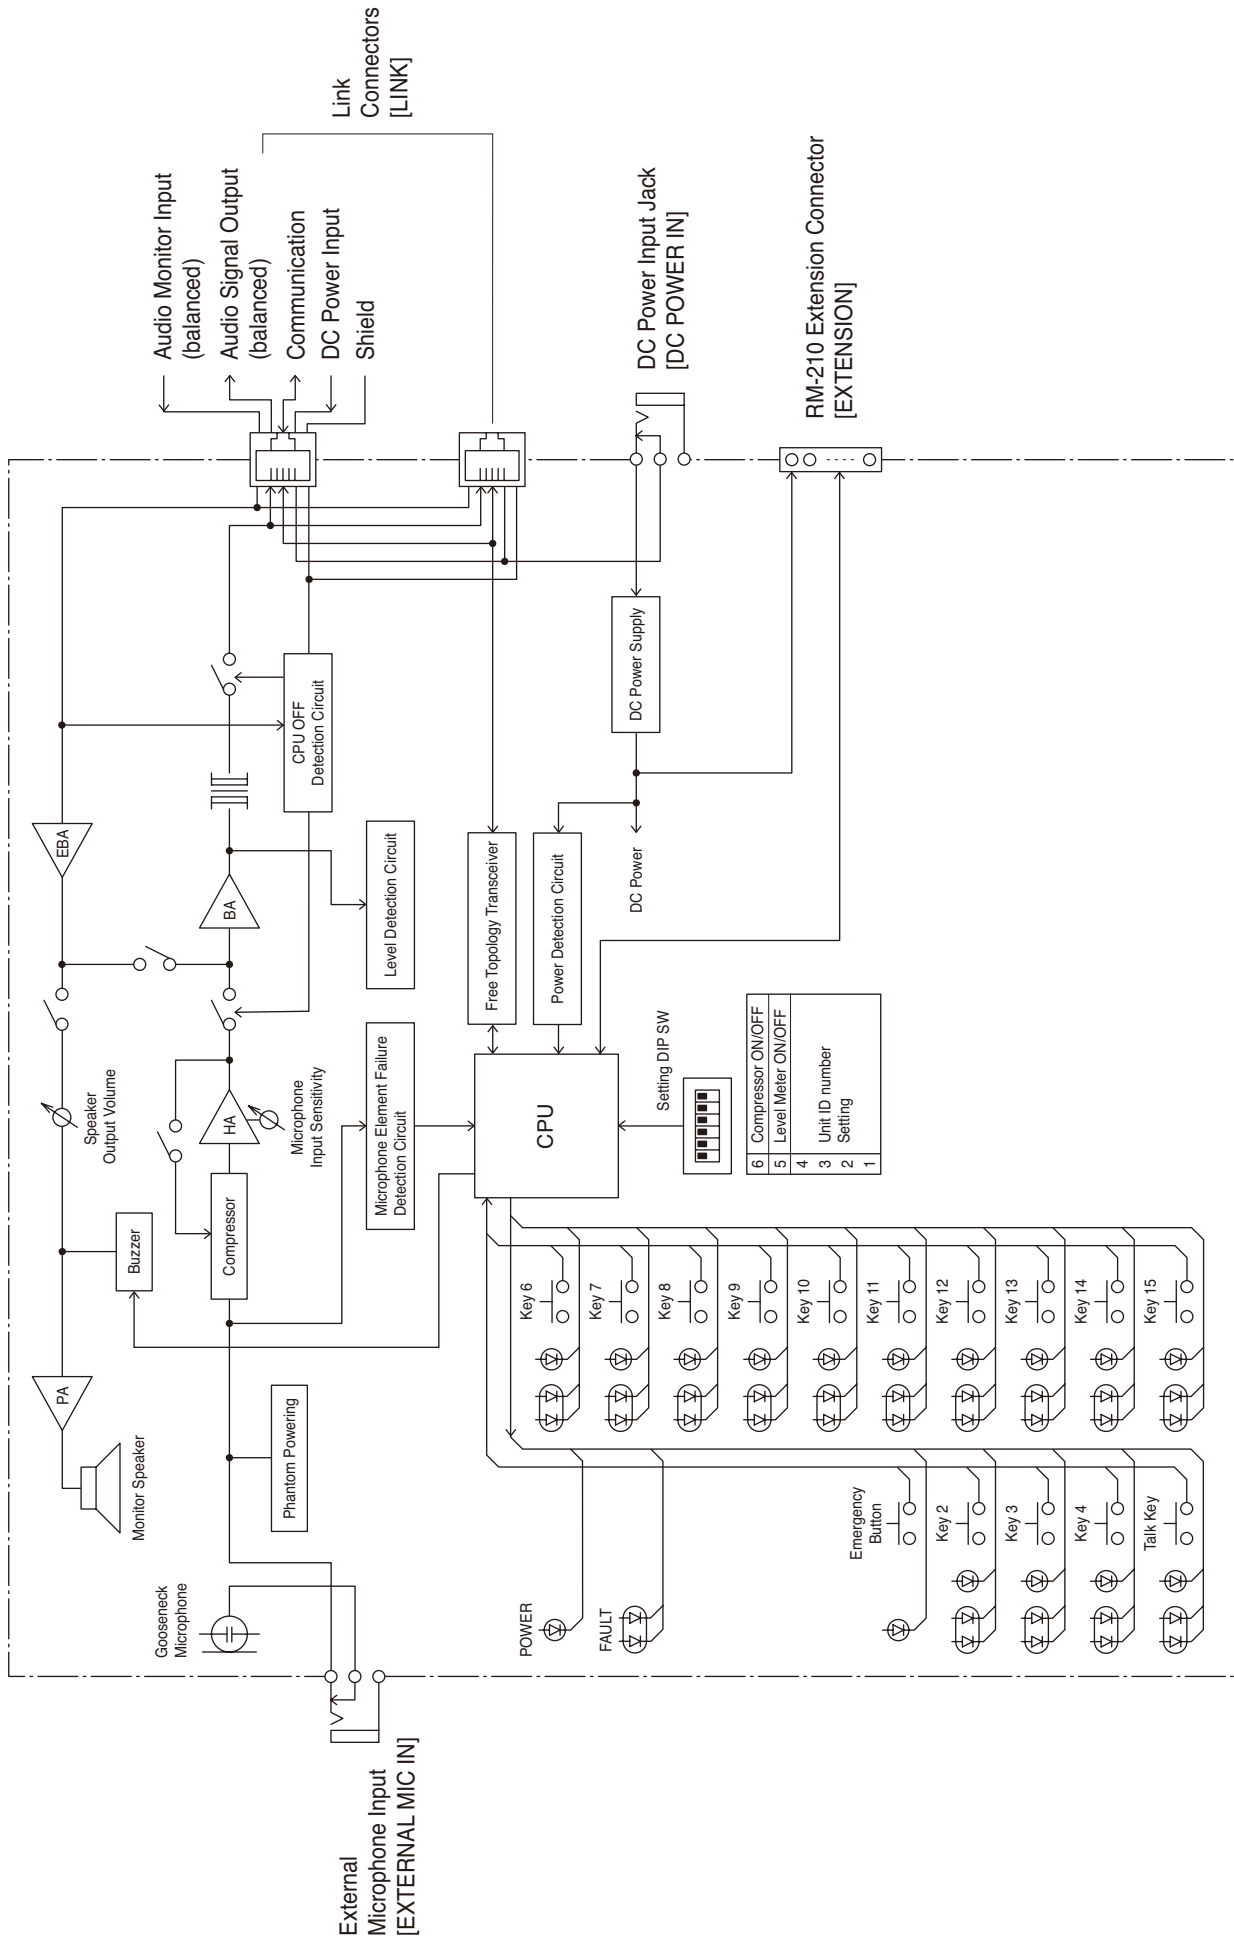 Link
Connectors
[LINK]
Audio Monitor Input
(balanced)
Audio Signal Output
(balanced)
Communication
DC Power Input
Shield
DC Power Input Jack
[DC POWER IN]
RM-210 Extension Connector
[EXTENSION]
EBA
BA
CPU OFF
Detection Circuit
Level Detection Circuit
DC Power Supply
Free Topology Transceiver
Power Detection Circuit
DC Power
Speaker
Output Volume
HA
Microphone
Input Sensitivity
Compressor
Buzzer
PA
Monitor Speaker
Phantom Powering
Gooseneck
Microphone
Microphone Element Failure
Detection Circuit
CPU
Setting DIP SW
6 Compressor ON/OFF
5 Level Meter ON/OFF
4
3 Unit ID number
2 Setting
1
Key 6
Key 7
Key 8
Key 9
Key 10
Key 11
Key 12
Key 13
Key 14
Key 15
POWER
FAULT
Emergency
Button
Key 2
Key 3
Key 4
Talk Key
External
Microphone Input
[EXTERNAL MIC IN]